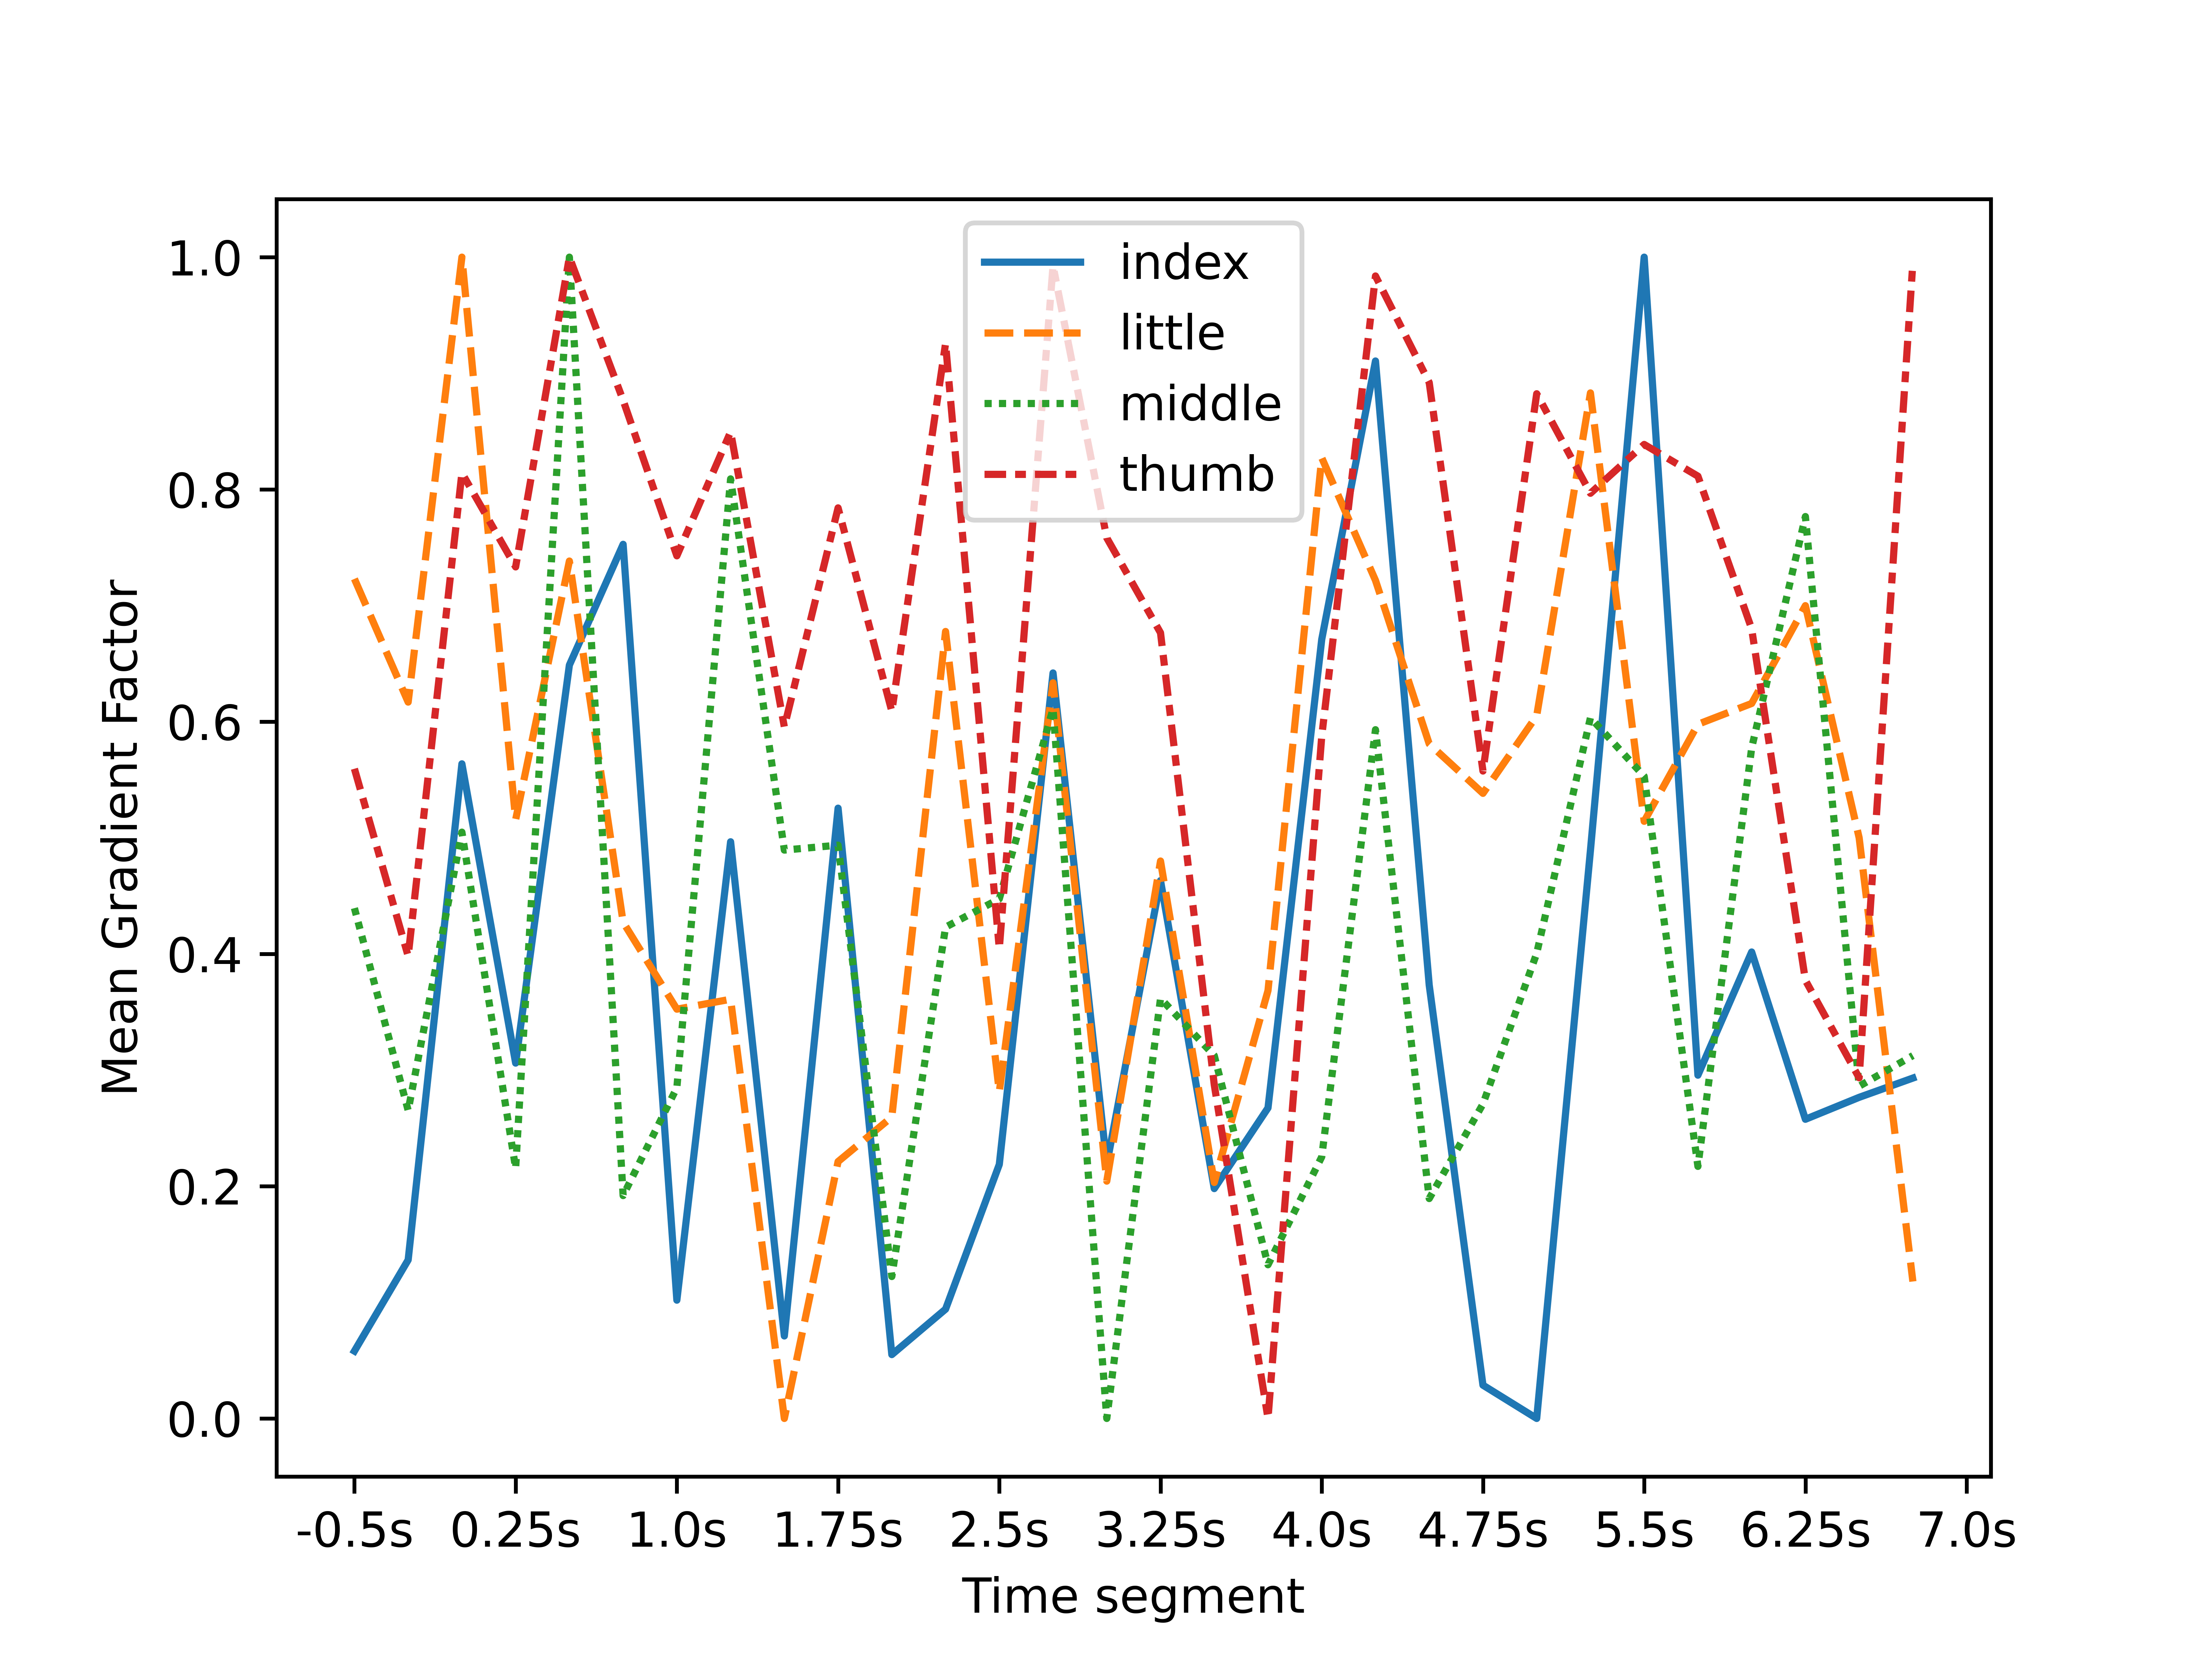 1.0
0.8
0.6
0.4
0.2
0.0
Mean Gradient Factor
index
little
middle
thumb
-0.5s 0.25s 1.0s 1.75s 2.5s 3.25s 4.0s 4.75s 5.5s 6.25s 7.0s
Time segment